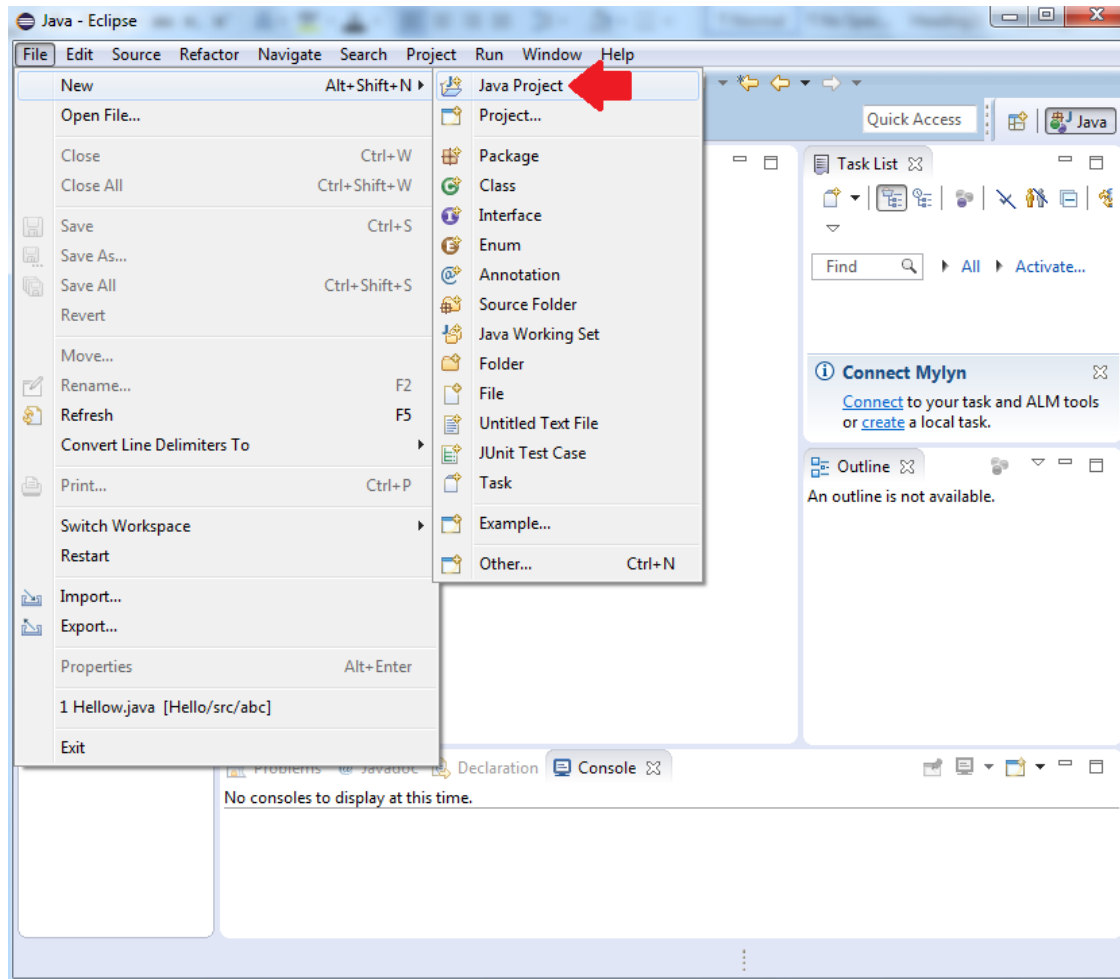 Java - Eclipse
File Edit Source Refactor Navigate Search Project Run Window Help
New Alt+Shift+N
Open File...
Close Ctrl+W
Close All Ctrl+Shift+W
Save Ctrl+S
Save As...
Save All Ctrl+Shift+S
Revert
Move...
Rename... F2
Refresh F5
Convert Line Delimiters To
Print... Ctrl+P
Switch Workspace
Restart
Import...
Export...
Properties Alt+Enter
1 Hellow.java [Hello/src/abc]
Exit
Java Project
Project...
Package
Class
Interface
Enum
Annotation
Source Folder
Java Working Set
Folder
File
Untitled Text File
JUnit Test Case
Task
Example...
Other... Ctrl+N
Quick Access
Java
Task List
Find All Activate...
Connect Mylyn
Connect to your task and ALM tools
or create a local task.
Outline
An outline is not available.
Problems @ Javadoc Declaration Console
No consoles to display at this time.